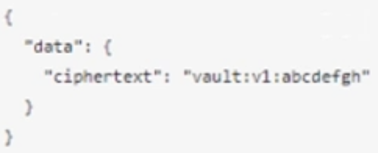 {
"data": {
"ciphertext": "vault:v1:abcdefgh"
}
}